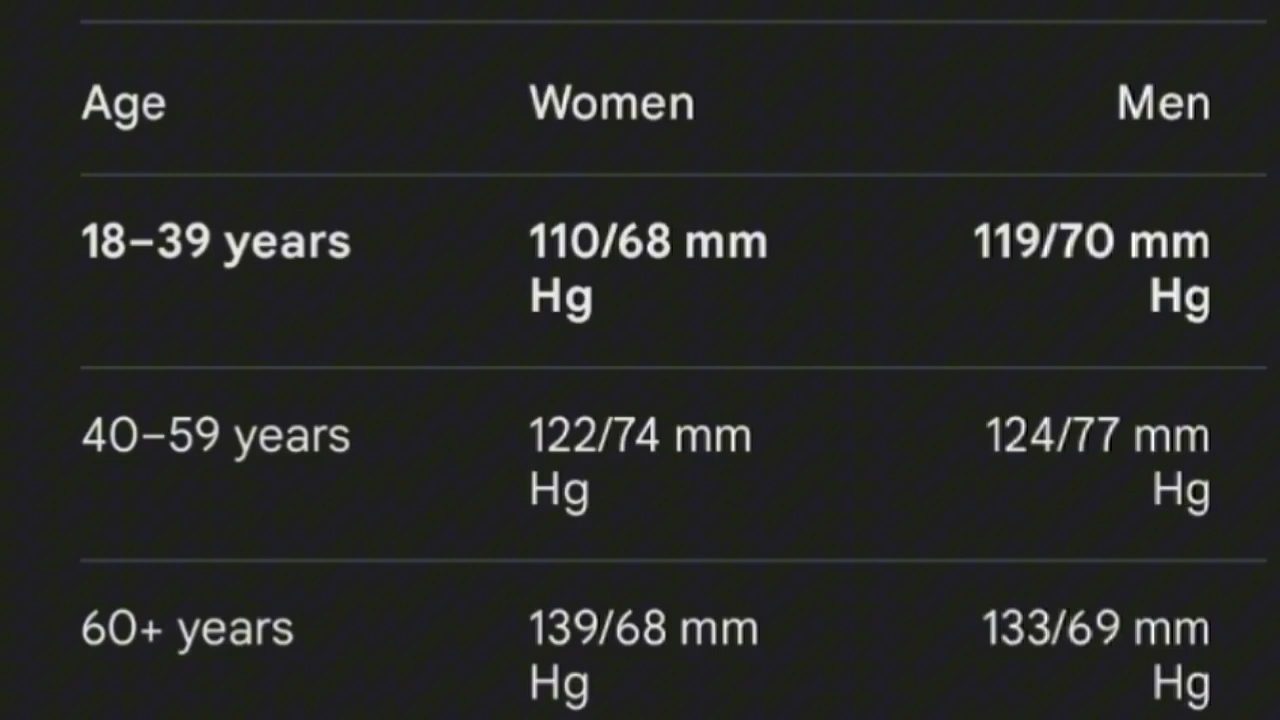 Age Women Men
18–39 years 110/68 mm Hg 119/70 mm Hg
40–59 years 122/74 mm Hg 124/77 mm Hg
60+ years 139/68 mm Hg 133/69 mm Hg